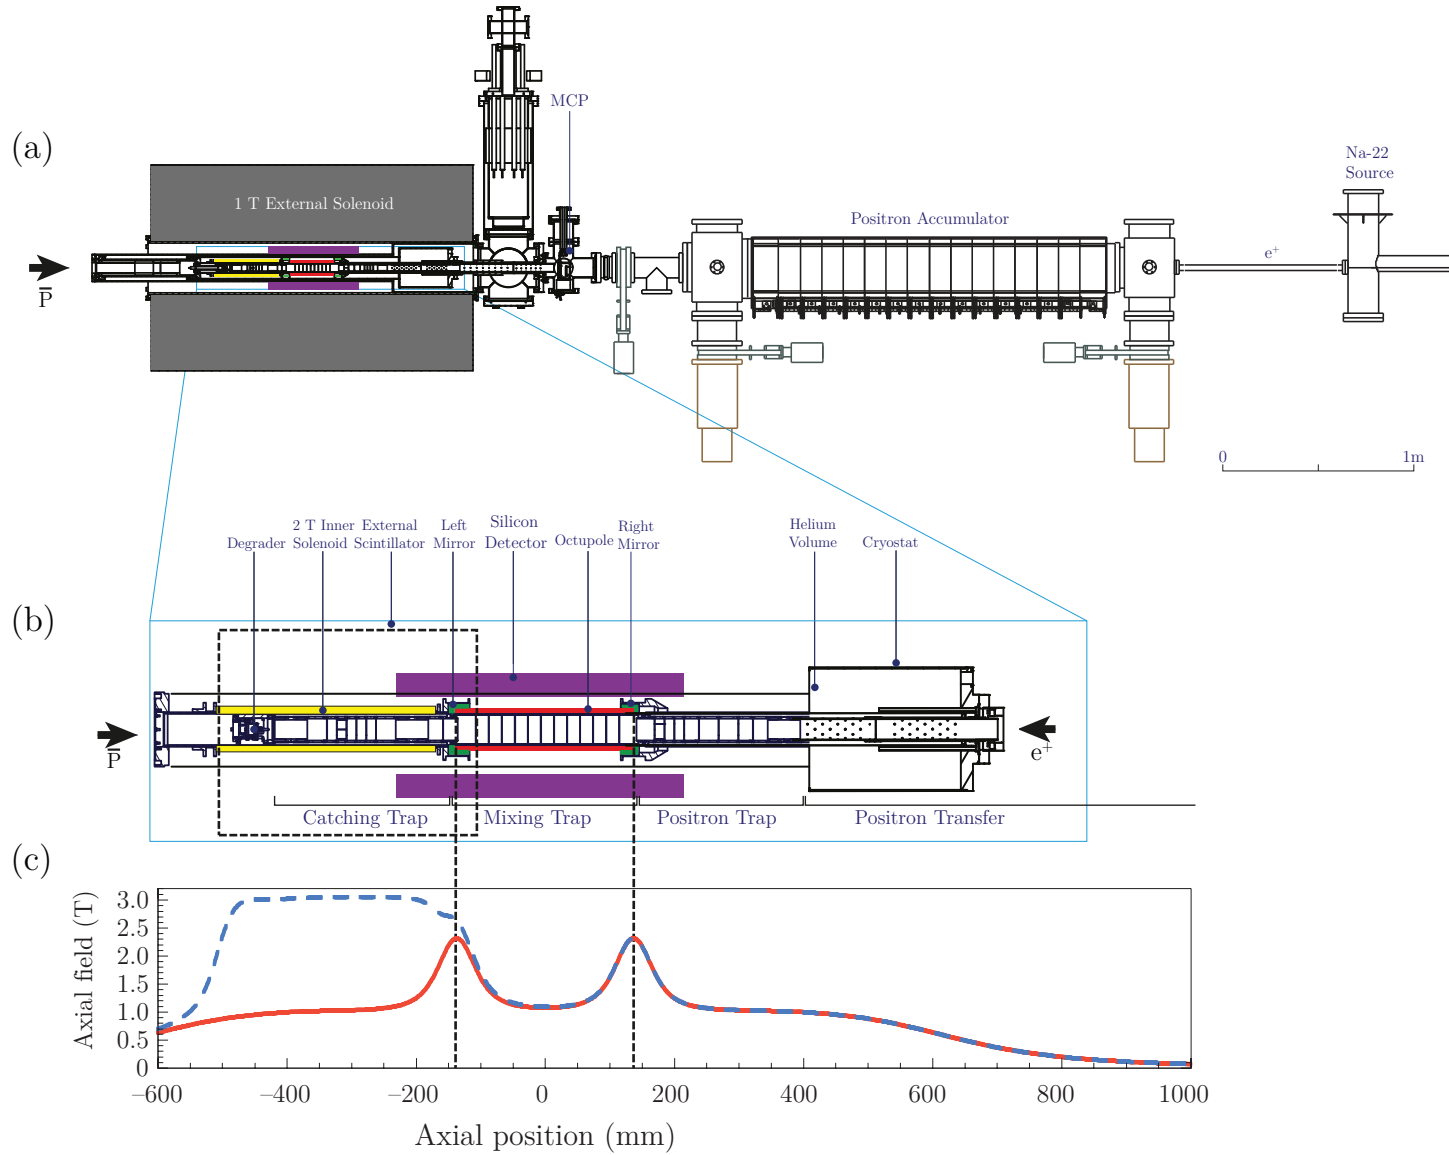 (a)
MCP
Na-22
Source
1 T External Solenoid
Positron Accumulator
e⁺
P̅
0 1m
(b)
Degrader
2 T Inner
Solenoid
External
Scintillator
Left
Mirror
Silicon
Detector
Octupole
Right
Mirror
Helium
Volume
Cryostat
P̅
e⁺
Catching Trap Mixing Trap Positron Trap Positron Transfer
(c)
Axial field (T)
3.0
2.5
2.0
1.5
1.0
0.5
0
–600 –400 –200 0 200 400 600 800 1000
Axial position (mm)